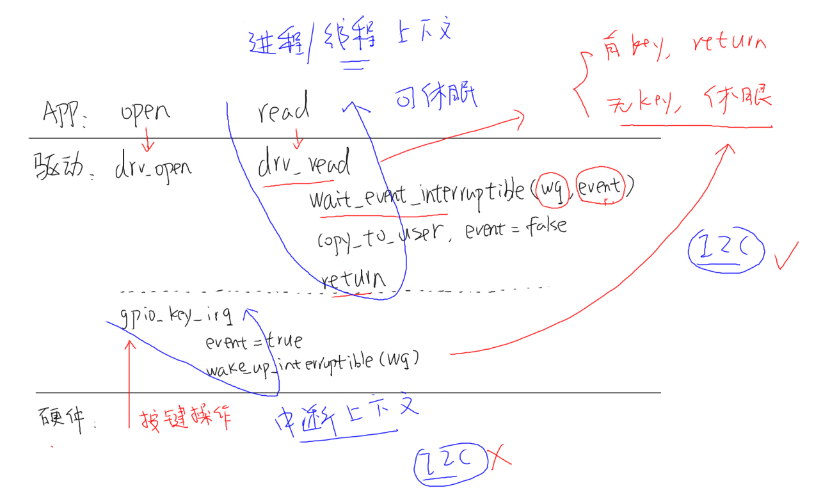 进程/线程 上下文
有key, return
无key, 休眠
可休眠
APP: open read
驱动: drv_open drv_read
wait_event_interruptible(wq, event)
copy_to_user, event = false
return
I2C ✓
gpio_key_irq
event = true
wake_up_interruptible(wq)
硬件: 按键操作 中断上下文
I2C ×